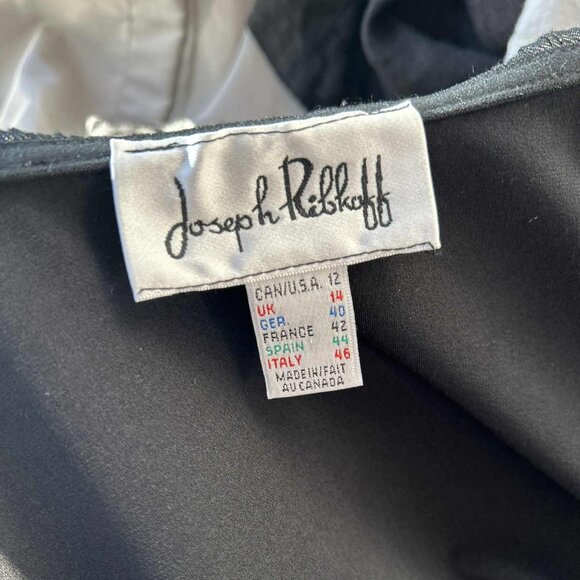 Joseph Ribkoff
CAN/U.S.A. 12
UK 14
GER 40
FRANCE 42
SPAIN 44
ITALY 46
MADE IN/FAIT
AU CANADA